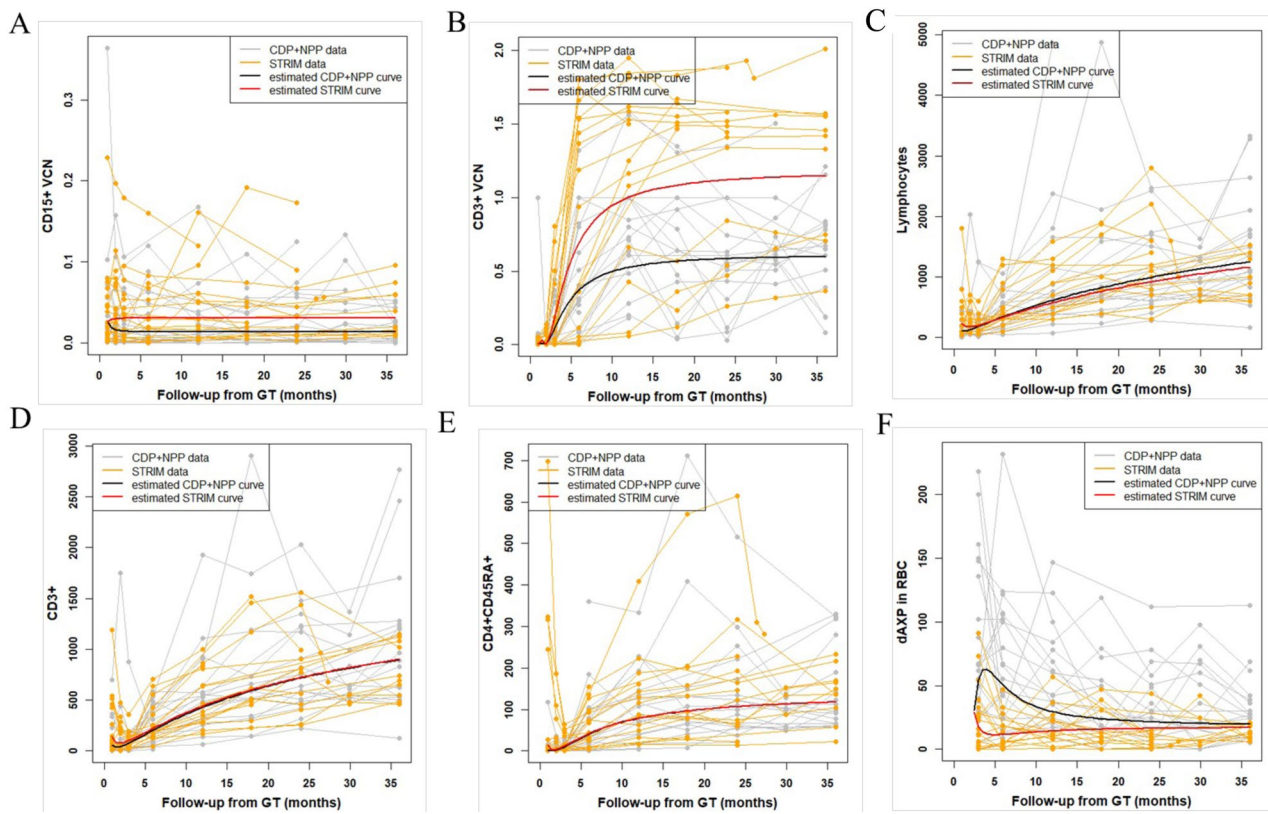 A
CDP+NPP data
STRIM data
estimated CDP+NPP curve
estimated STRIM curve
CD15+ VCN
0.3
0.2
0.1
0.0
0 5 10 15 20 25 30 35
Follow-up from GT (months)
B
CDP+NPP data
STRIM data
estimated CDP+NPP curve
estimated STRIM curve
CD3+ VCN
2.0
1.5
1.0
0.5
0.0
0 5 10 15 20 25 30 35
Follow-up from GT (months)
C
CDP+NPP data
STRIM data
estimated CDP+NPP curve
estimated STRIM curve
Lymphocytes
5000
4000
3000
2000
1000
0
0 5 10 15 20 25 30 35
Follow-up from GT (months)
D
CDP+NPP data
STRIM data
estimated CDP+NPP curve
estimated STRIM curve
CD3+
3000
2500
2000
1500
1000
500
0
0 5 10 15 20 25 30 35
Follow-up from GT (months)
E
CDP+NPP data
STRIM data
estimated CDP+NPP curve
estimated STRIM curve
CD4+CD45RA+
700
600
500
400
300
200
100
0
0 5 10 15 20 25 30 35
Follow-up from GT (months)
F
CDP+NPP data
STRIM data
estimated CDP+NPP curve
estimated STRIM curve
dAXP in RBC
200
150
100
50
0
0 5 10 15 20 25 30 35
Follow-up from GT (months)